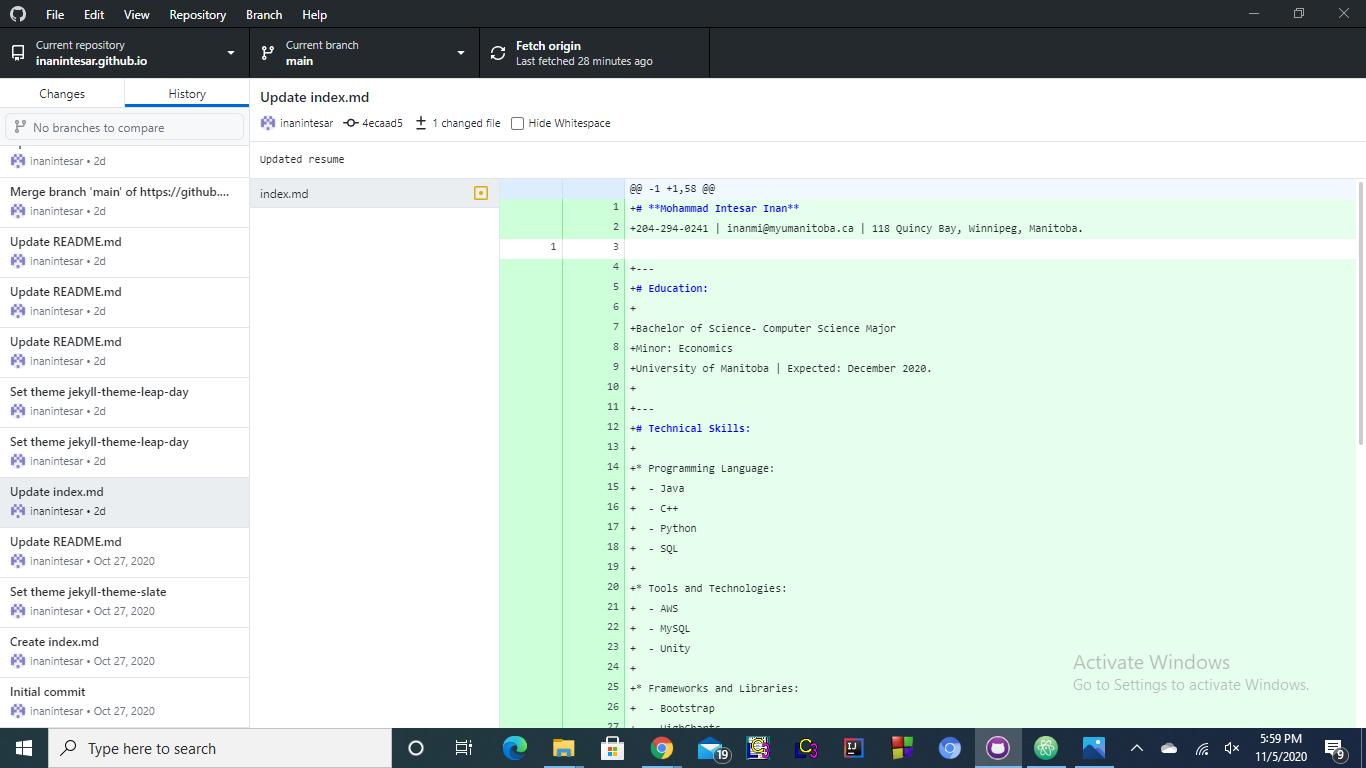 File Edit View Repository Branch Help
Current repository
inanintesar.github.io
Current branch
main
Fetch origin
Last fetched 28 minutes ago
Changes
History
No branches to compare
inanintesar • 2d
Merge branch 'main' of https://github....
inanintesar • 2d
Update README.md
inanintesar • 2d
Update README.md
inanintesar • 2d
Update README.md
inanintesar • 2d
Set theme jekyll-theme-leap-day
inanintesar • 2d
Set theme jekyll-theme-leap-day
inanintesar • 2d
Update index.md
inanintesar • 2d
Update README.md
inanintesar • Oct 27, 2020
Set theme jekyll-theme-slate
inanintesar • Oct 27, 2020
Create index.md
inanintesar • Oct 27, 2020
Initial commit
inanintesar • Oct 27, 2020
Update index.md
inanintesar 4ecaad5 1 changed file Hide Whitespace
Updated resume
index.md
@@ -1 +1,58 @@
1 +# **Mohammad Intesar Inan**
2 +204-294-0241 | inanmi@myumanitoba.ca | 118 Quincy Bay, Winnipeg, Manitoba.
1 3
4 +---
5 +# Education:
6 +
7 +Bachelor of Science- Computer Science Major
8 +Minor: Economics
9 +University of Manitoba | Expected: December 2020.
10 +
11 +---
12 +# Technical Skills:
13 +
14 +* Programming Language:
15 + - Java
16 + - C++
17 + - Python
18 + - SQL
19 +
20 +* Tools and Technologies:
21 + - AWS
22 + - MySQL
23 + - Unity
24 +
25 +* Frameworks and Libraries:
26 + - Bootstrap
27 + - HighCharts
Activate Windows
Go to Settings to activate Windows.
Type here to search
19
5:59 PM
11/5/2020
9